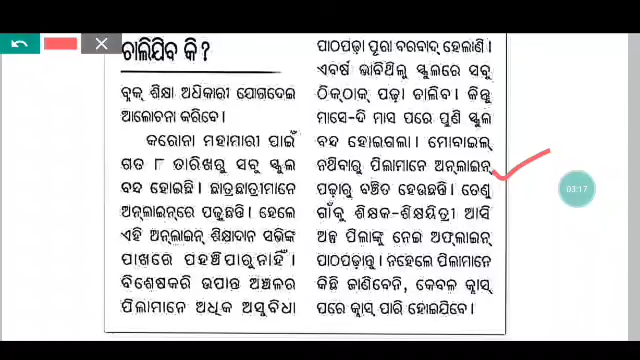 ଚାଲିଯିବ କି ?
ବ୍ଲକ୍ ଶିକ୍ଷା ଅଧିକାରୀ ଯୋଗଦେଇ
ଆଲୋଚନା କରିବେ ।
କରୋନା ମହାମାରୀ ପାଇଁ
ଗତ ୮ ତାରିଖରୁ ସବୁ ସ୍କୁଲ
ବନ୍ଦ ହୋଇଛି । ଛାତ୍ରଛାତ୍ରୀମାନେ
ଅନ୍‌ଲାଇନ୍‌ରେ ପଢ଼ୁଛନ୍ତି । ହେଲେ
ଏହି ଅନ୍‌ଲାଇନ୍ ଶିକ୍ଷାଦାନ ସଭିଙ୍କ
ପାଖରେ ପହଞ୍ଚିପାରୁନାହିଁ ।
ବିଶେଷକରି ଉପାନ୍ତ ଅଞ୍ଚଳର
ପିଲାମାନେ ଅଧିକ ଅସୁବିଧା
ପାଠପଢ଼ା ପୂରା ବରବାଦ୍ ହେଲାଣି ।
ଏବର୍ଷ ଭାବିଥିଲୁ ସ୍କୁଲରେ ସବୁ
ଠିକ୍‌ଠାକ୍ ପଢ଼ା ଚାଲିବ । କିନ୍ତୁ
ମାସେ-ଦି ମାସ ପରେ ପୁଣି ସ୍କୁଲ
ବନ୍ଦ ହୋଇଗଲା । ମୋବାଇଲ୍
ନଥିବାରୁ ପିଲାମାନେ ଅନ୍‌ଲାଇନ୍
ପଢ଼ାରୁ ବଞ୍ଚିତ ହେଉଛନ୍ତି । ତେଣୁ
ଗାଁକୁ ଶିକ୍ଷକ-ଶିକ୍ଷୟିତ୍ରୀ ଆସି
ଅଳ୍ପ ପିଲାଙ୍କୁ ନେଇ ଅଫ୍‌ଲାଇନ୍
ପାଠପଢ଼ାନ୍ତୁ । ନହେଲେ ପିଲାମାନେ
କିଛି ଜାଣିବେନି, କେବଳ କ୍ଲାସ୍
ପରେ କ୍ଲାସ୍ ପାରି ହୋଇଯିବେ ।
03:17